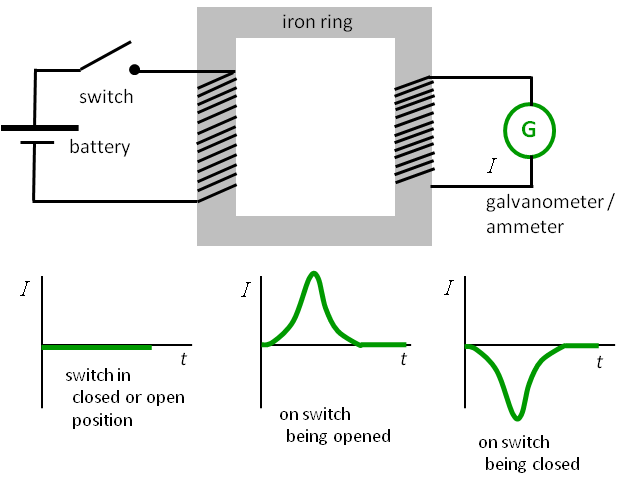 iron ring
switch
battery
G
I
galvanometer /
ammeter
I
t
switch in
closed or open
position
I
t
on switch
being opened
I
t
on switch
being closed